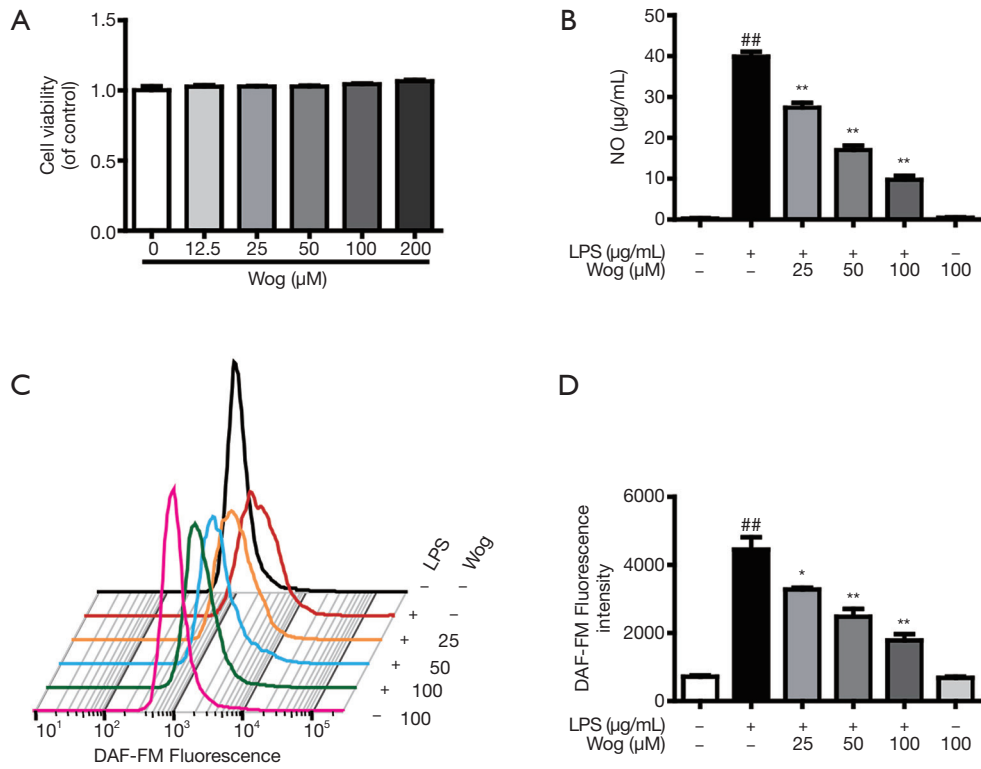 A
Cell viability
(of control)
1.5
1.0
0.5
0.0
0 12.5 25 50 100 200
Wog (µM)
B
NO (µg/mL)
50
40
30
20
10
0
##
**
**
**
LPS (µg/mL) – + + + + –
Wog (µM) – – 25 50 100 100
C
LPS
Wog
– –
+ –
+ 25
+ 50
+ 100
– 100
10¹ 10² 10³ 10⁴ 10⁵
DAF-FM Fluorescence
D
DAF-FM Fluorescence
intensity
6000
4000
2000
0
##
*
**
**
LPS (µg/mL) – + + + + –
Wog (µM) – – 25 50 100 100